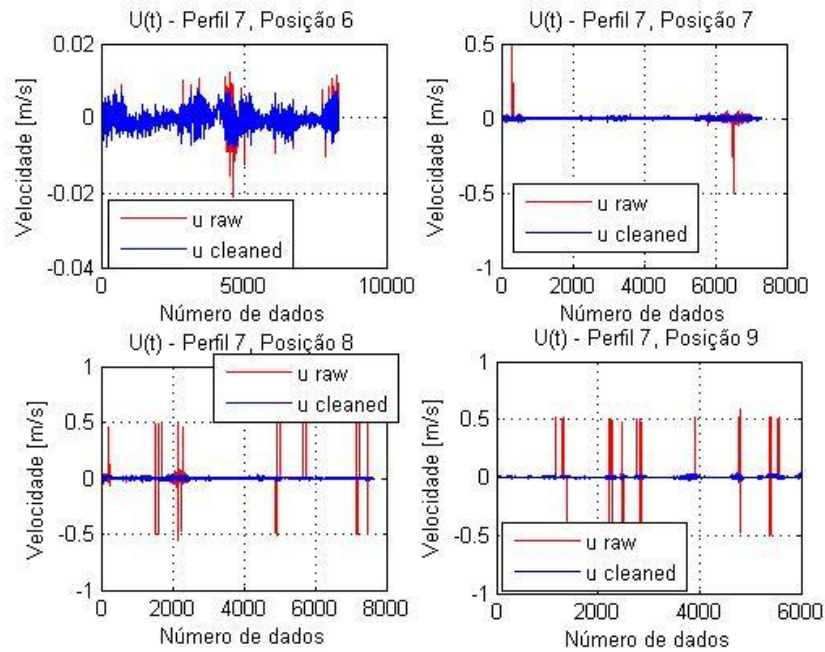 U(t) - Perfil 7, Posição 6
0.02
0
-0.02
-0.04
Velocidade [m/s]
u raw
u cleaned
0 5000 10000
Número de dados
U(t) - Perfil 7, Posição 7
0.5
0
-0.5
-1
Velocidade [m/s]
u raw
u cleaned
0 2000 4000 6000 8000
Número de dados
U(t) - Perfil 7, Posição 8
1
0.5
0
-0.5
-1
Velocidade [m/s]
u raw
u cleaned
0 2000 4000 6000 8000
Número de dados
U(t) - Perfil 7, Posição 9
1
0.5
0
-0.5
-1
Velocidade [m/s]
u raw
u cleaned
0 2000 4000 6000
Número de dados